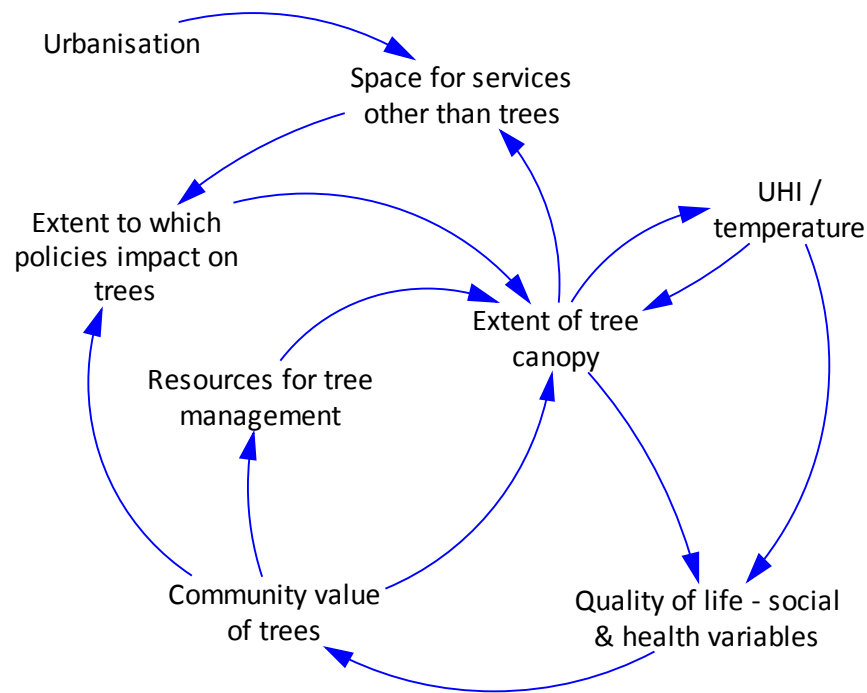 Urbanisation
Space for services
other than trees
UHI /
temperature
Extent to which
policies impact on
trees
Extent of tree
canopy
Resources for tree
management
Community value
of trees
Quality of life - social
& health variables